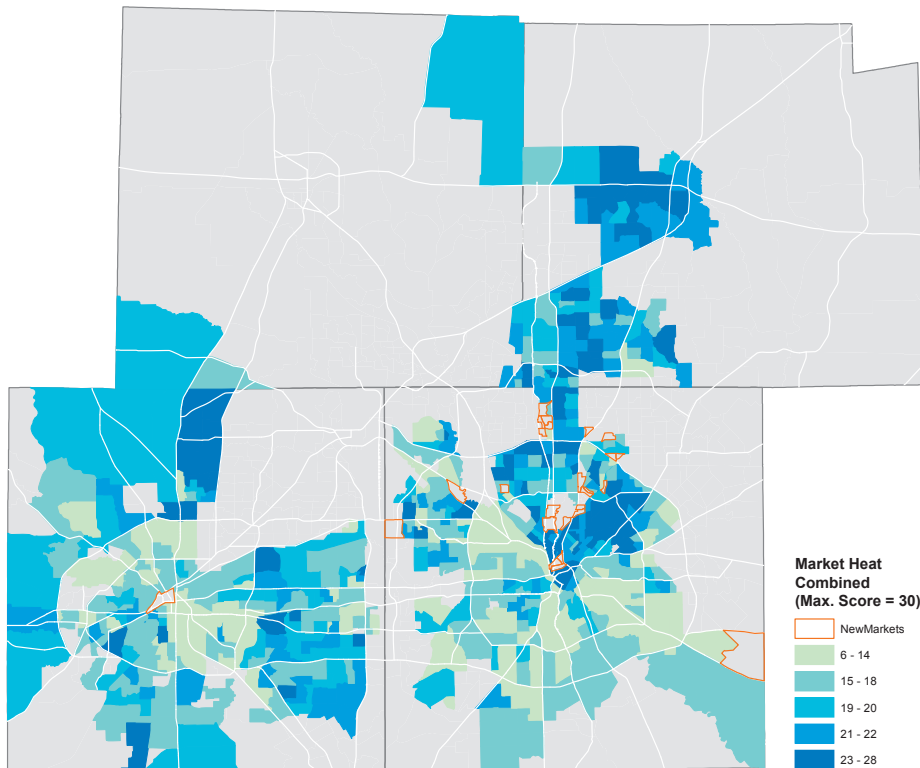 Market Heat
Combined
(Max. Score = 30)
NewMarkets
6 - 14
15 - 18
19 - 20
21 - 22
23 - 28